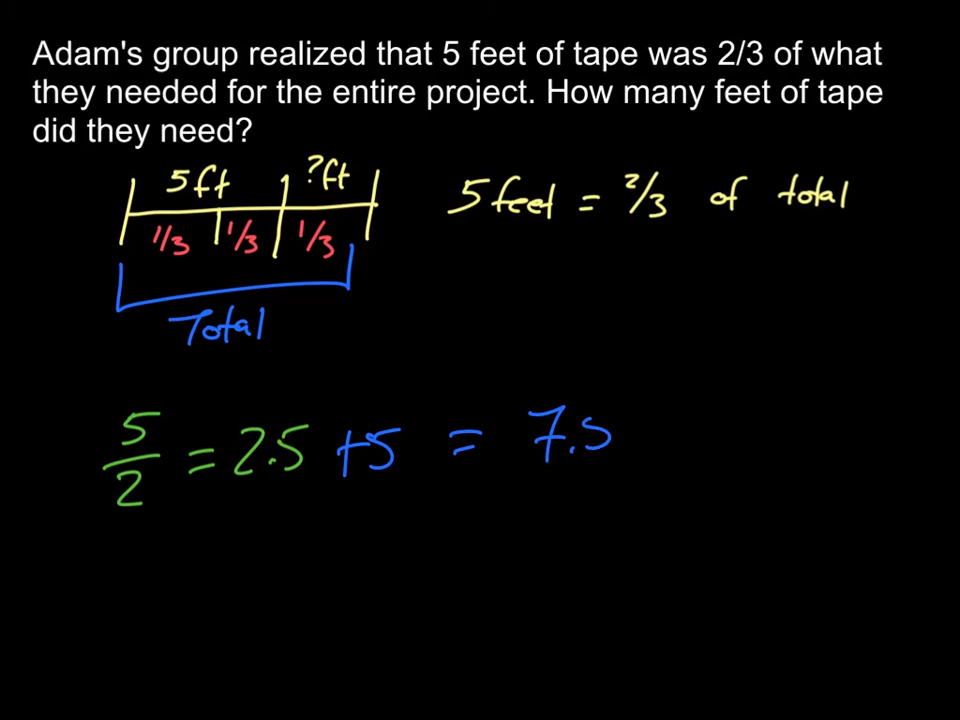 Adam's group realized that 5 feet of tape was 2/3 of what
they needed for the entire project. How many feet of tape
did they need?
5ft ?ft
5 feet = 2/3 of total
1/3 1/3 1/3
Total
5/2 = 2.5 +5 = 7.5